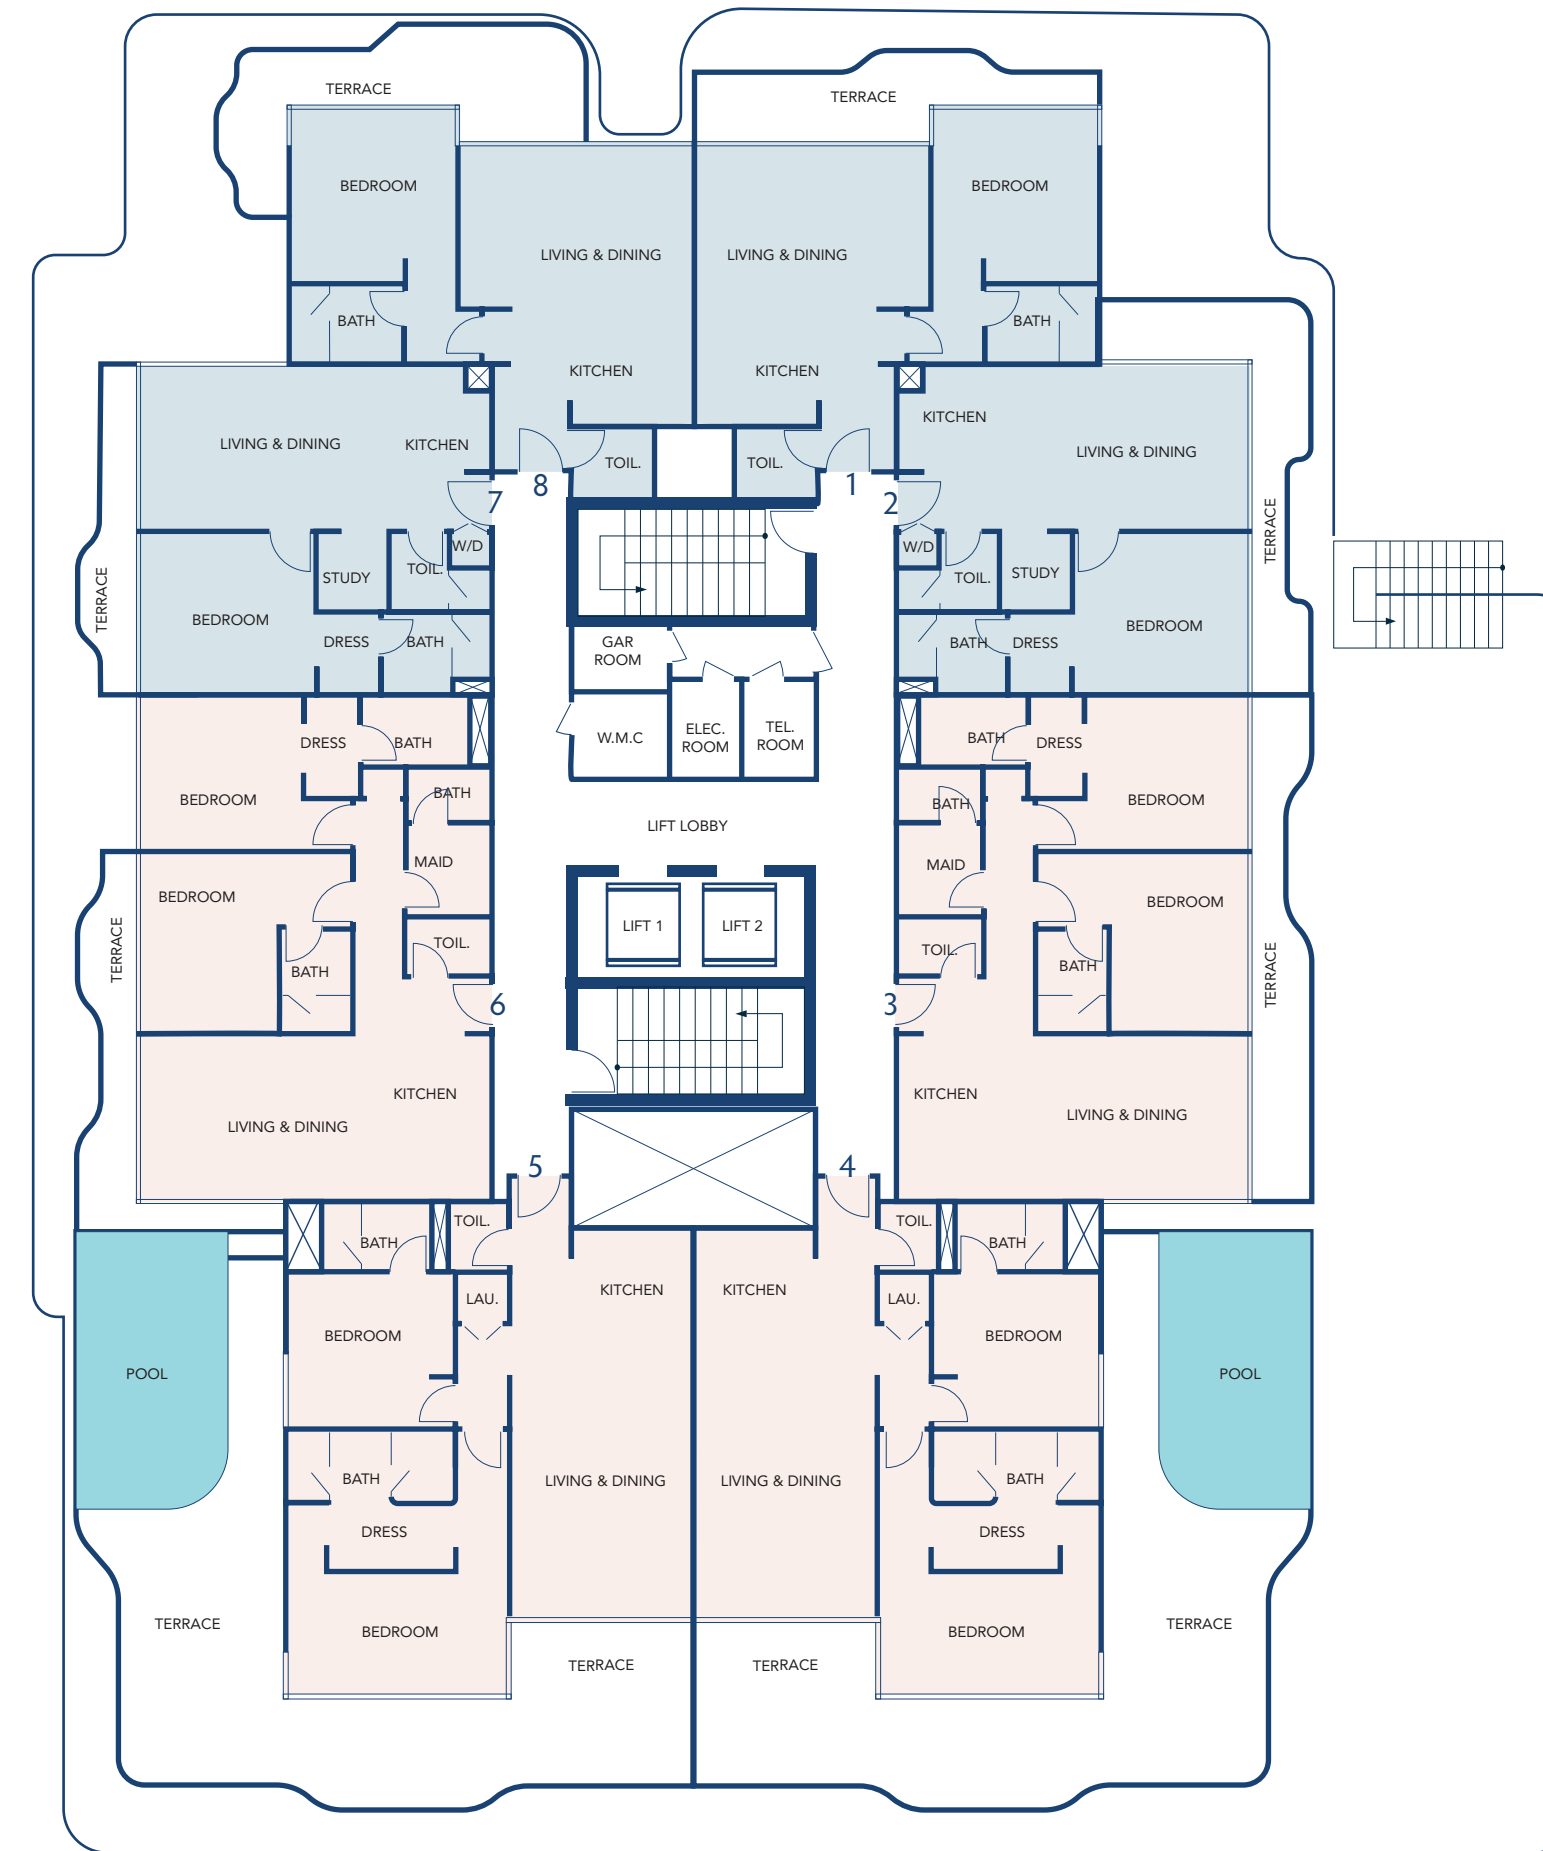 TERRACE
TERRACE
BEDROOM
BEDROOM
LIVING & DINING
LIVING & DINING
BATH
BATH
KITCHEN
KITCHEN
KITCHEN
LIVING & DINING
KITCHEN
LIVING & DINING
TOIL.
TOIL.
8
1
7
2
TERRACE
W/D
W/D
STUDY
TOIL.
TOIL.
STUDY
TERRACE
BEDROOM
BEDROOM
DRESS
BATH
BATH
DRESS
GAR
ROOM
DRESS
BATH
W.M.C
ELEC.
ROOM
TEL.
ROOM
BATH
DRESS
BEDROOM
BATH
BATH
BEDROOM
LIFT LOBBY
MAID
MAID
BEDROOM
BEDROOM
TERRACE
TOIL.
LIFT 1
LIFT 2
TOIL.
BATH
BATH
TERRACE
6
3
KITCHEN
KITCHEN
LIVING & DINING
LIVING & DINING
5
4
TOIL.
TOIL.
BATH
BATH
KITCHEN
KITCHEN
LAU.
LAU.
BEDROOM
BEDROOM
POOL
POOL
BATH
LIVING & DINING
LIVING & DINING
BATH
DRESS
DRESS
TERRACE
BEDROOM
BEDROOM
TERRACE
TERRACE
TERRACE